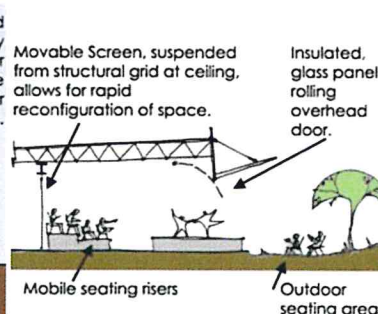 Movable Screen, suspended
from structural grid at ceiling,
allows for rapid
reconfiguration of space.
Insulated,
glass panel
rolling
overhead
door.
Mobile seating risers
Outdoor
seating area